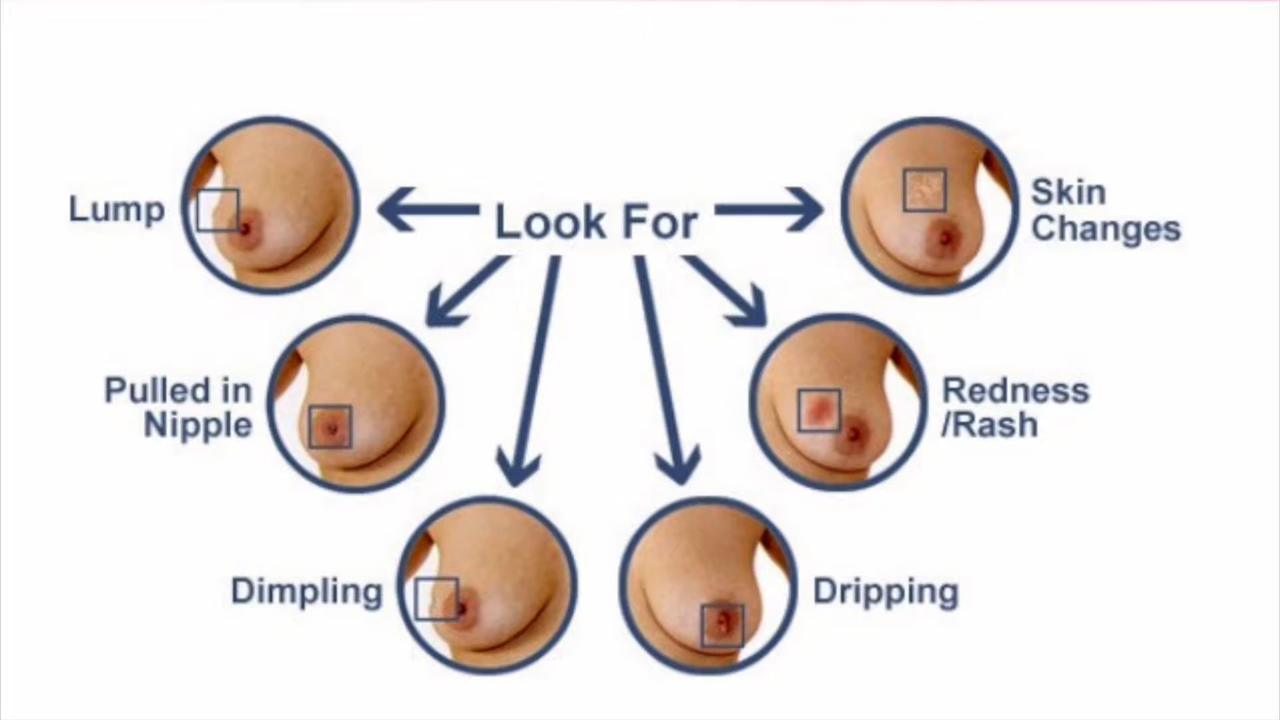 Look For
Lump
Skin
Changes
Pulled in
Nipple
Redness
/Rash
Dimpling
Dripping